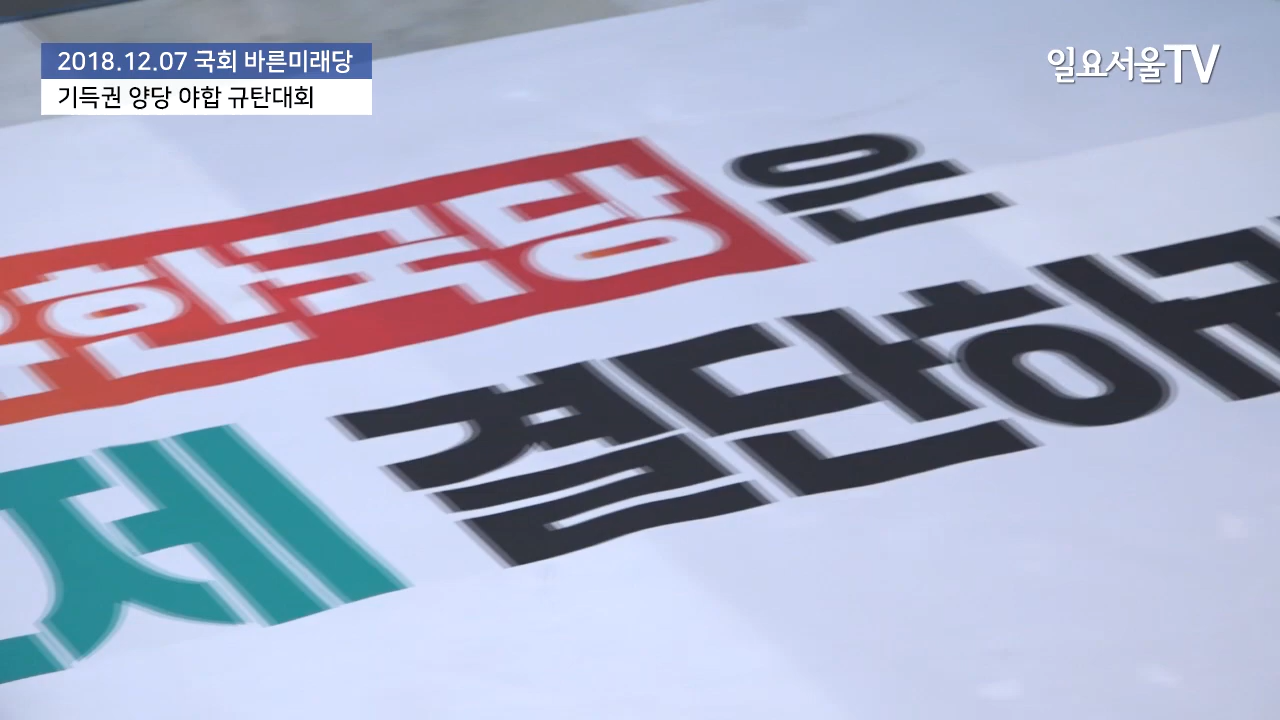 2018.12.07 국회 바른미래당
기득권 양당 야합 규탄대회
일요서울TV
한국당은
제 결단하